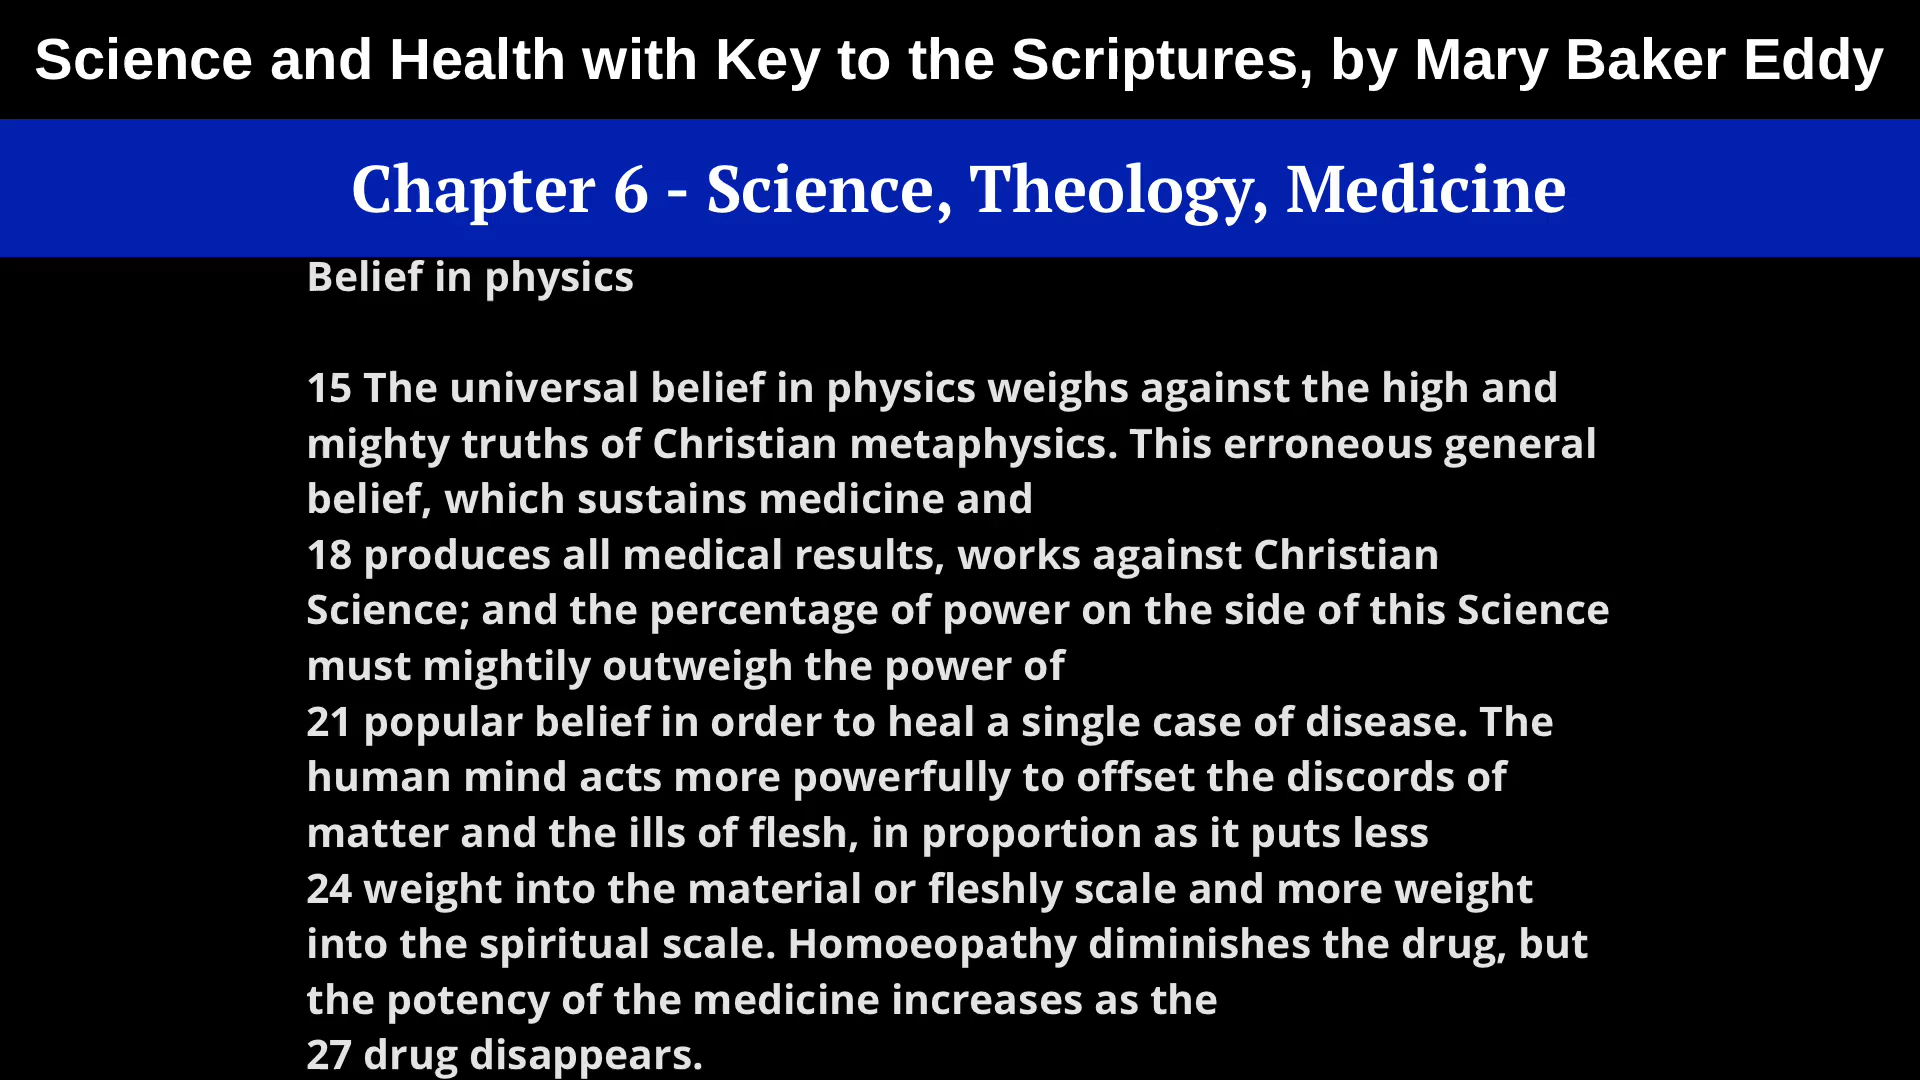 Science and Health with Key to the Scriptures, by Mary Baker Eddy
Chapter 6 - Science, Theology, Medicine
Belief in physics
15 The universal belief in physics weighs against the high and
mighty truths of Christian metaphysics. This erroneous general
belief, which sustains medicine and
18 produces all medical results, works against Christian
Science; and the percentage of power on the side of this Science
must mightily outweigh the power of
21 popular belief in order to heal a single case of disease. The
human mind acts more powerfully to offset the discords of
matter and the ills of flesh, in proportion as it puts less
24 weight into the material or fleshly scale and more weight
into the spiritual scale. Homoeopathy diminishes the drug, but
the potency of the medicine increases as the
27 drug disappears.